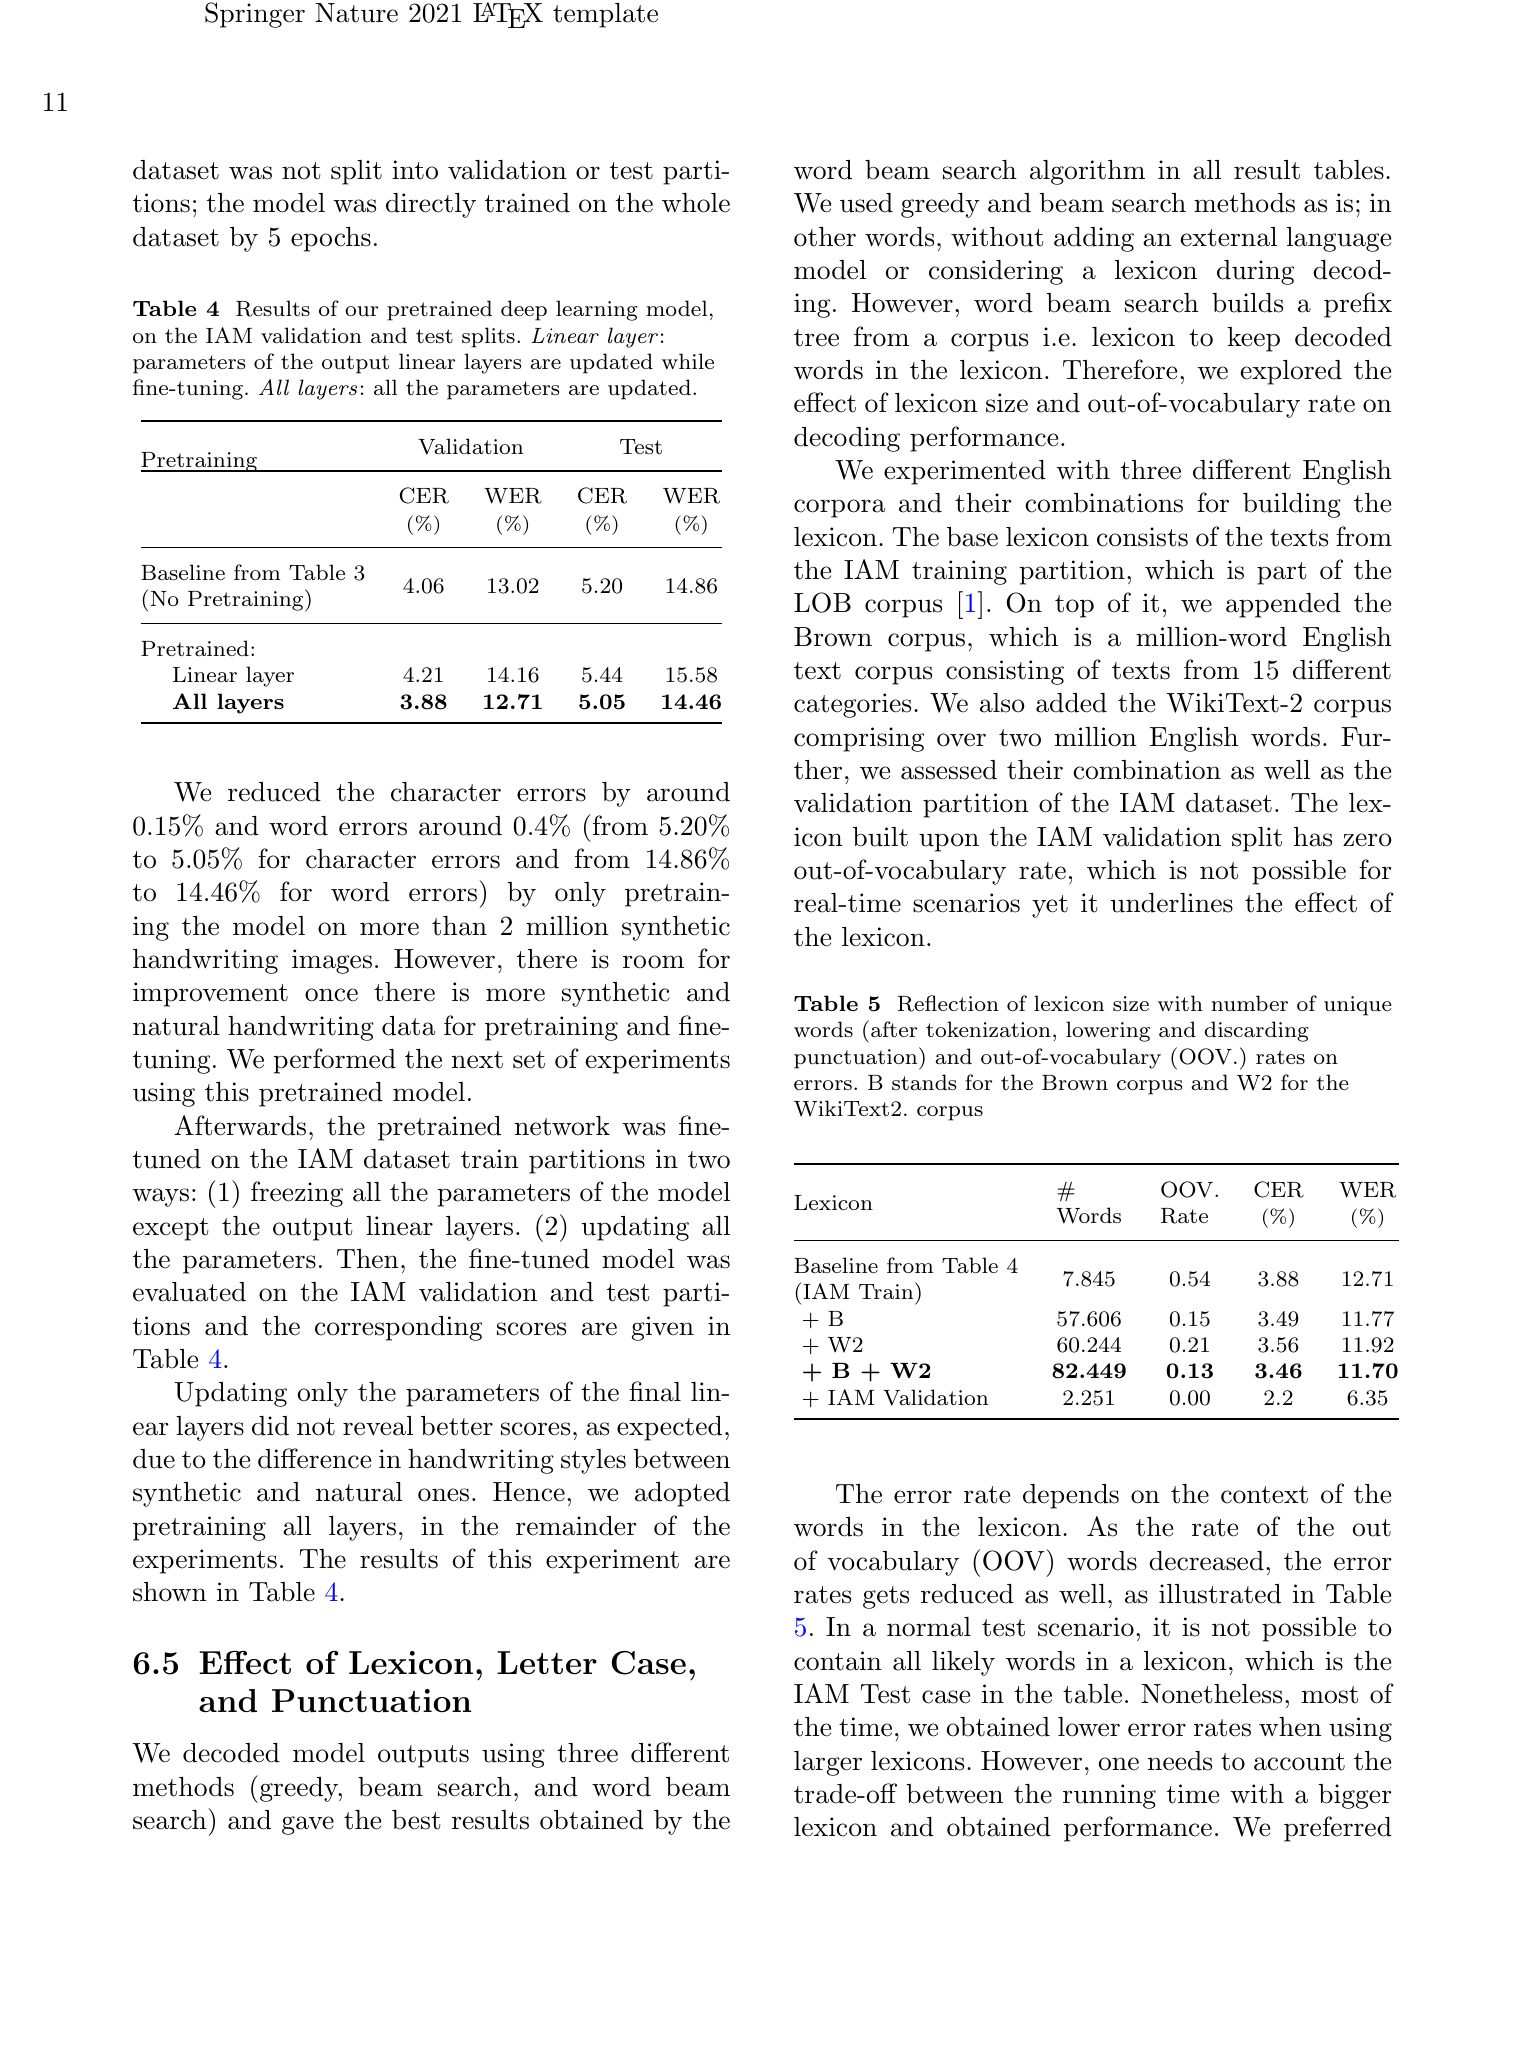 Springer Nature 2021 LATEX template
11
dataset was not split into validation or test parti-
tions; the model was directly trained on the whole
dataset by 5 epochs.
Table 4 Results of our pretrained deep learning model,
on the IAM validation and test splits. Linear layer:
parameters of the output linear layers are updated while
fine-tuning. All layers: all the parameters are updated.
Pretraining Validation Test
CER WER CER WER
(%) (%) (%) (%)
Baseline from Table 3
(No Pretraining) 4.06 13.02 5.20 14.86
Pretrained:
Linear layer 4.21 14.16 5.44 15.58
All layers 3.88 12.71 5.05 14.46
We reduced the character errors by around
0.15% and word errors around 0.4% (from 5.20%
to 5.05% for character errors and from 14.86%
to 14.46% for word errors) by only pretrain-
ing the model on more than 2 million synthetic
handwriting images. However, there is room for
improvement once there is more synthetic and
natural handwriting data for pretraining and fine-
tuning. We performed the next set of experiments
using this pretrained model.
Afterwards, the pretrained network was fine-
tuned on the IAM dataset train partitions in two
ways: (1) freezing all the parameters of the model
except the output linear layers. (2) updating all
the parameters. Then, the fine-tuned model was
evaluated on the IAM validation and test parti-
tions and the corresponding scores are given in
Table 4.
Updating only the parameters of the final lin-
ear layers did not reveal better scores, as expected,
due to the difference in handwriting styles between
synthetic and natural ones. Hence, we adopted
pretraining all layers, in the remainder of the
experiments. The results of this experiment are
shown in Table 4.
6.5 Effect of Lexicon, Letter Case,
and Punctuation
We decoded model outputs using three different
methods (greedy, beam search, and word beam
search) and gave the best results obtained by the
word beam search algorithm in all result tables.
We used greedy and beam search methods as is; in
other words, without adding an external language
model or considering a lexicon during decod-
ing. However, word beam search builds a prefix
tree from a corpus i.e. lexicon to keep decoded
words in the lexicon. Therefore, we explored the
effect of lexicon size and out-of-vocabulary rate on
decoding performance.
We experimented with three different English
corpora and their combinations for building the
lexicon. The base lexicon consists of the texts from
the IAM training partition, which is part of the
LOB corpus [1]. On top of it, we appended the
Brown corpus, which is a million-word English
text corpus consisting of texts from 15 different
categories. We also added the WikiText-2 corpus
comprising over two million English words. Fur-
ther, we assessed their combination as well as the
validation partition of the IAM dataset. The lex-
icon built upon the IAM validation split has zero
out-of-vocabulary rate, which is not possible for
real-time scenarios yet it underlines the effect of
the lexicon.
Table 5 Reflection of lexicon size with number of unique
words (after tokenization, lowering and discarding
punctuation) and out-of-vocabulary (OOV.) rates on
errors. B stands for the Brown corpus and W2 for the
WikiText2. corpus
Lexicon # OOV. CER WER
Words Rate (%) (%)
Baseline from Table 4
(IAM Train) 7.845 0.54 3.88 12.71
+ B 57.606 0.15 3.49 11.77
+ W2 60.244 0.21 3.56 11.92
+ B + W2 82.449 0.13 3.46 11.70
+ IAM Validation 2.251 0.00 2.2 6.35
The error rate depends on the context of the
words in the lexicon. As the rate of the out
of vocabulary (OOV) words decreased, the error
rates gets reduced as well, as illustrated in Table
5. In a normal test scenario, it is not possible to
contain all likely words in a lexicon, which is the
IAM Test case in the table. Nonetheless, most of
the time, we obtained lower error rates when using
larger lexicons. However, one needs to account the
trade-off between the running time with a bigger
lexicon and obtained performance. We preferred